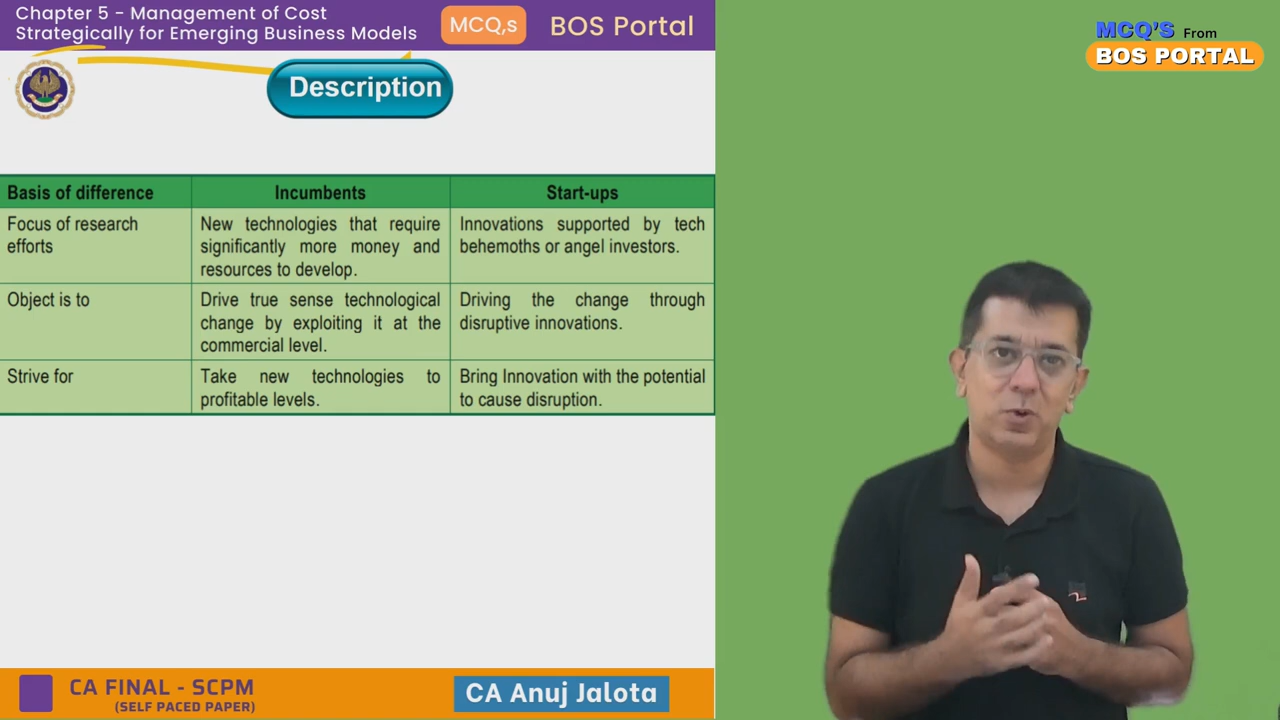 Chapter 5 - Management of Cost
Strategically for Emerging Business Models
MCQ,s
BOS Portal
MCQ'S From
BOS PORTAL
Description
Basis of difference
Incumbents
Start-ups
Focus of research
efforts
New technologies that require
significantly more money and
resources to develop.
Innovations supported by tech
behemoths or angel investors.
Object is to
Drive true sense technological
change by exploiting it at the
commercial level.
Driving the change through
disruptive innovations.
Strive for
Take new technologies to
profitable levels.
Bring Innovation with the potential
to cause disruption.
CA FINAL - SCPM
(SELF PACED PAPER)
CA Anuj Jalota